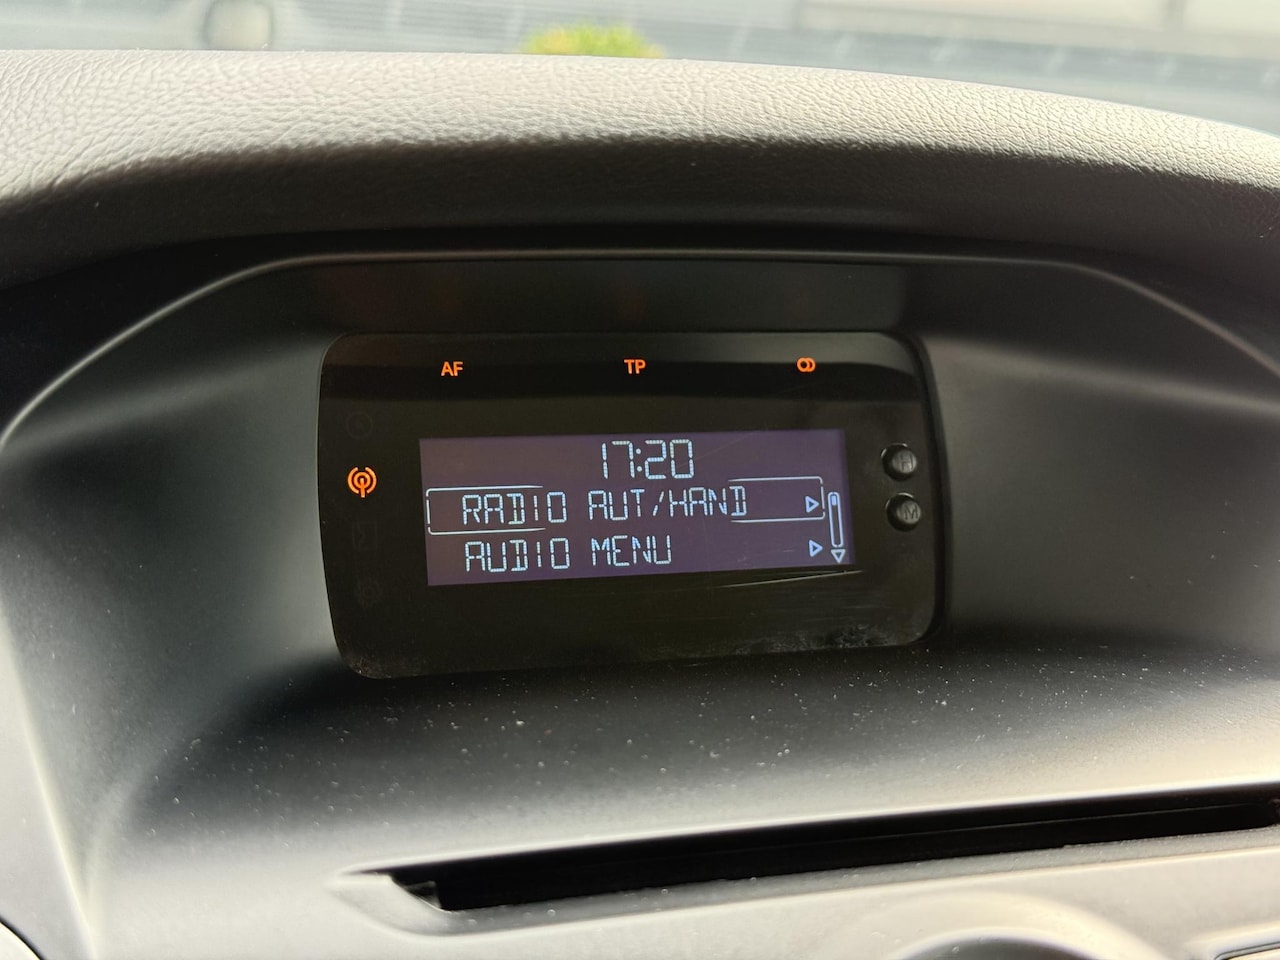 AF TP
17:20
RADIO AUT/HAND
AUDIO MENU
H
M